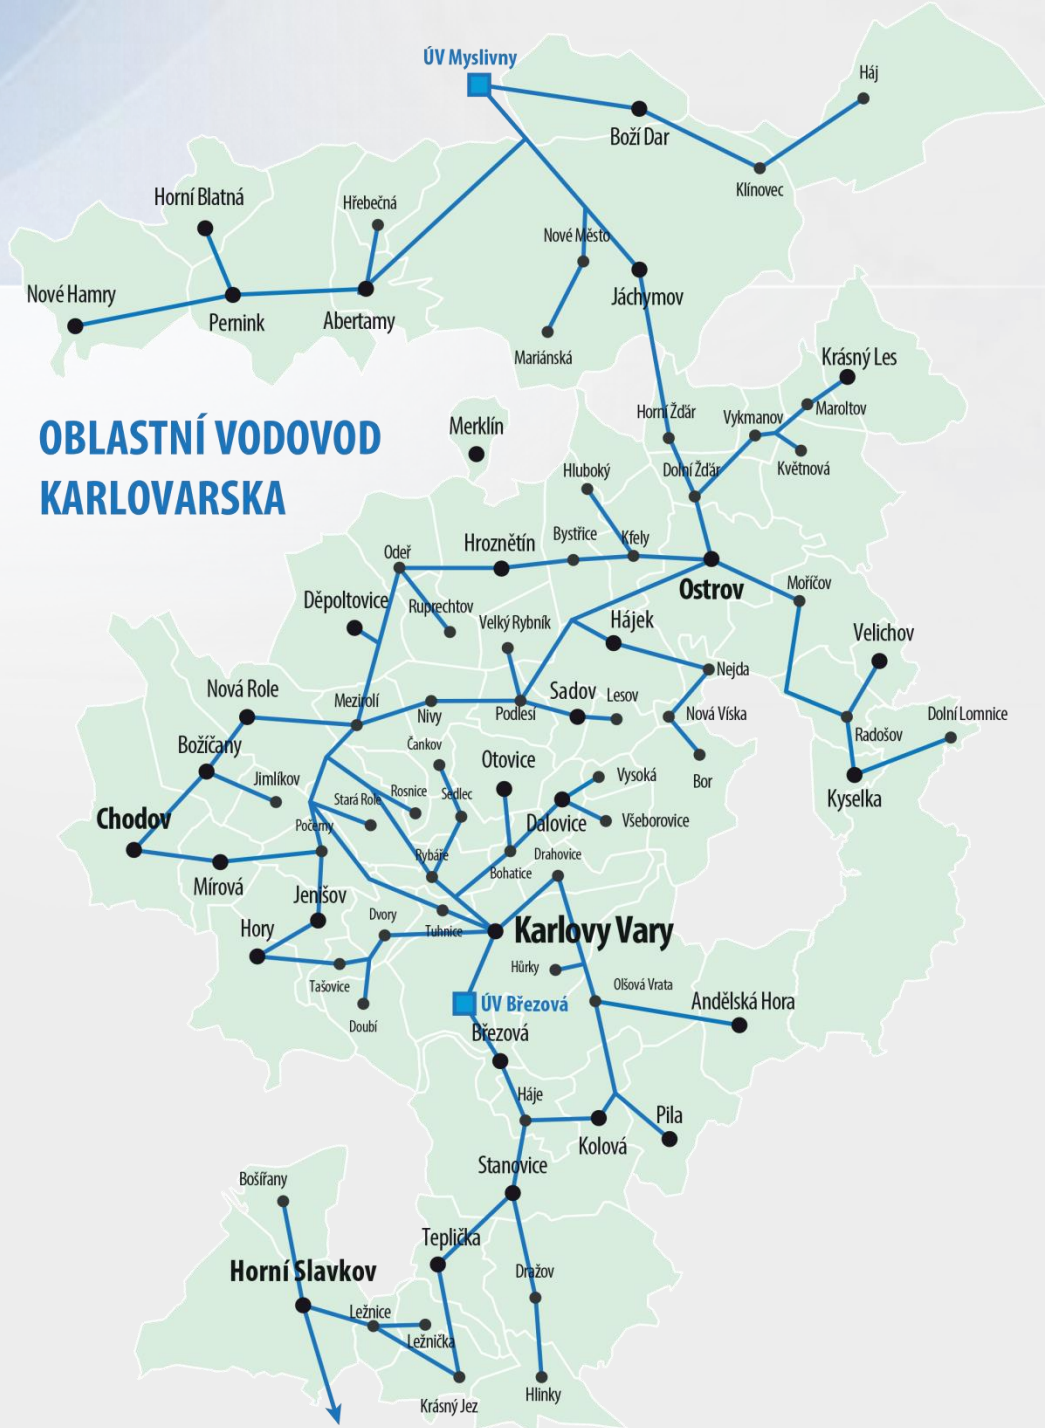 ÚV Myslivny
Háj
Boží Dar
Klínovec
Horní Blatná
Hřebečná
Nové Město
Nové Hamry
Pernink
Abertamy
Jáchymov
Mariánská
Krásný Les
OBLASTNÍ VODOVOD
KARLOVARSKA
Merklín
Horní Žďár
Vykmanov
Maroltov
Hluboký
Dolní Žďár
Květnová
Odeř
Hroznětín
Bystřice
Kfely
Ostrov
Mořičov
Děpoltovice
Ruprechtov
Velký Rybník
Hájek
Velichov
Nejda
Nová Role
Mezirolí
Nivy
Podlesí
Sadov
Lesov
Nová Víska
Radošov
Dolní Lomnice
Božíčany
Čankov
Otovice
Bor
Kyselka
Jimlíkov
Stará Role
Rosnice
Sedlec
Vysoká
Chodov
Počerny
Dalovice
Všeborovice
Mírová
Rybáře
Bohatice
Drahovice
Jenišov
Hory
Dvory
Tuhnice
Karlovy Vary
Tašovice
Hůrky
Olšová Vrata
Andělská Hora
Doubí
ÚV Březová
Březová
Háje
Kolová
Pila
Stanovice
Bošířany
Teplička
Horní Slavkov
Dražov
Ležnice
Ležnička
Krásný Jez
Hlinky